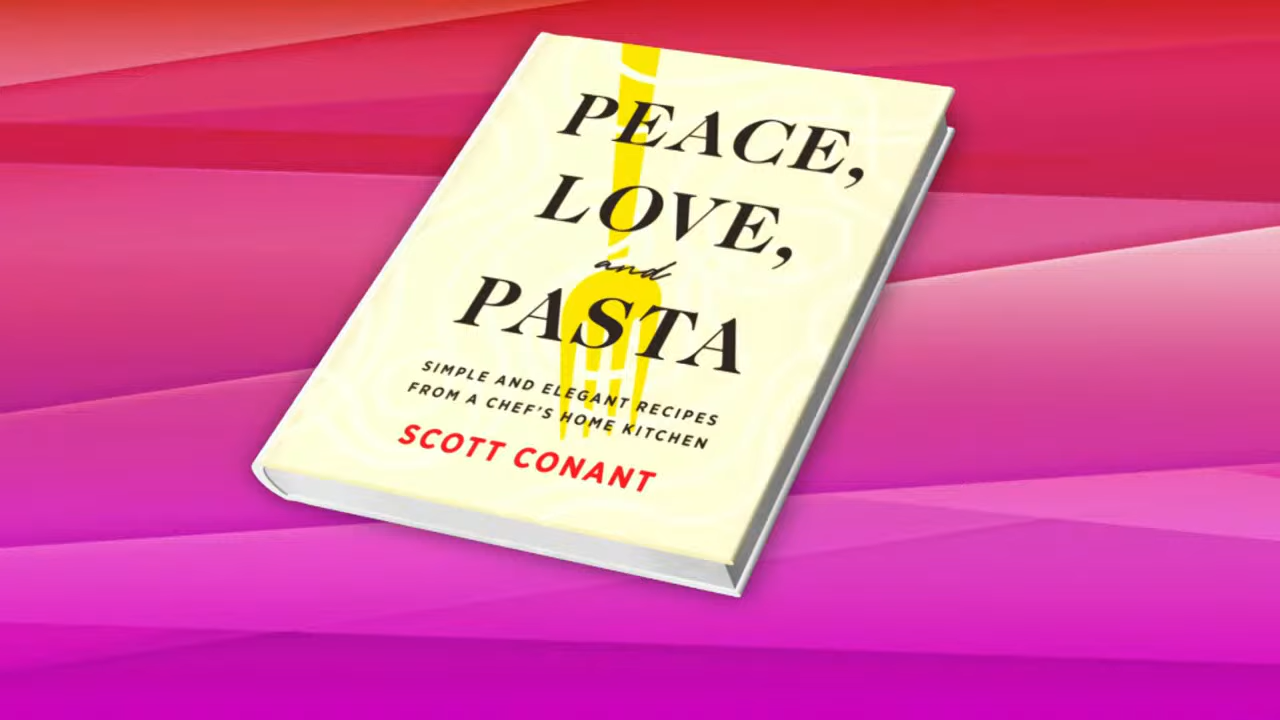 PEACE,
LOVE,
and
PASTA
SIMPLE AND ELEGANT RECIPES
FROM A CHEF'S HOME KITCHEN
SCOTT CONANT